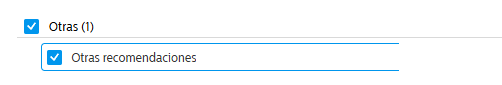 Otras (1)
Otras recomendaciones